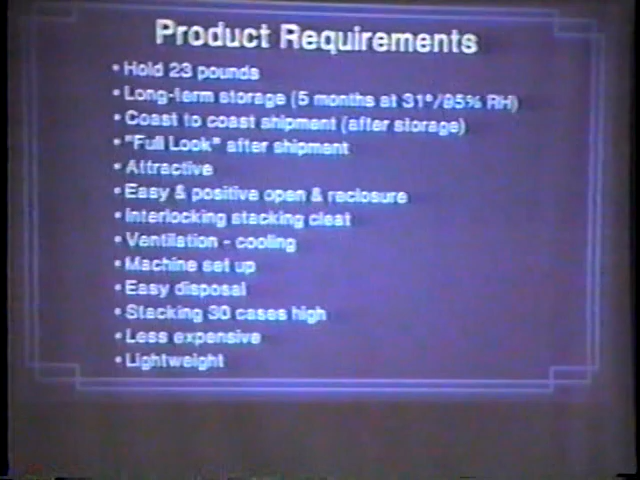 Product Requirements
• Hold 23 pounds
• Long-term storage (5 months at 31°/95% RH)
• Coast to coast shipment (after storage)
• "Full Look" after shipment
• Attractive
• Easy & positive open & reclosure
• Interlocking stacking cleat
• Ventilation - cooling
• Machine set up
• Easy disposal
• Stacking 30 cases high
• Less expensive
• Lightweight